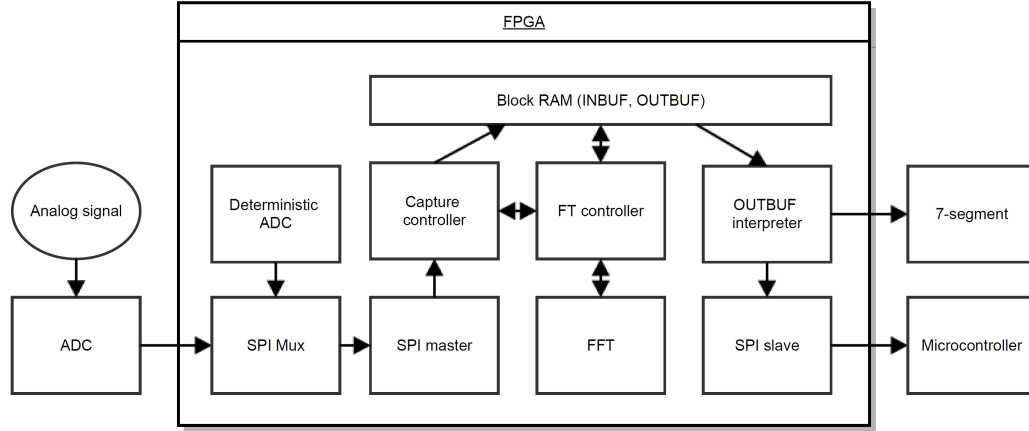 FPGA
Block RAM (INBUF, OUTBUF)
Analog signal
Deterministic
ADC
Capture
controller
FT controller
OUTBUF
interpreter
7-segment
ADC
SPI Mux
SPI master
FFT
SPI slave
Microcontroller